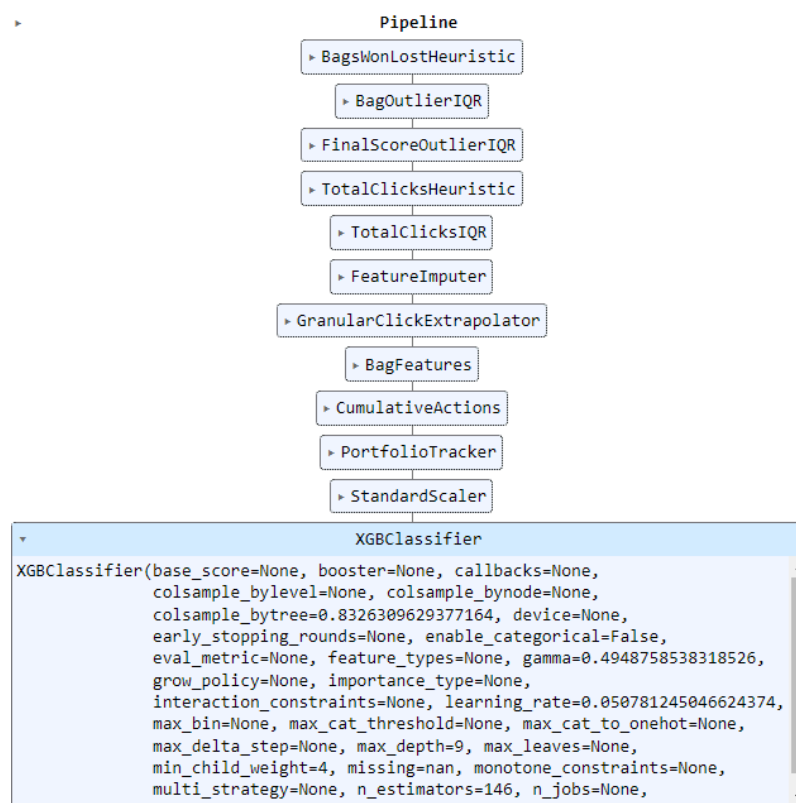 Pipeline
BagsWonLostHeuristic
BagOutlierIQR
FinalScoreOutlierIQR
TotalClicksHeuristic
TotalClicksIQR
FeatureImputer
GranularClickExtrapolator
BagFeatures
CumulativeActions
PortfolioTracker
StandardScaler
XGBClassifier
XGBClassifier(base_score=None, booster=None, callbacks=None,
colsample_bylevel=None, colsample_bynode=None,
colsample_bytree=0.8326309629377164, device=None,
early_stopping_rounds=None, enable_categorical=False,
eval_metric=None, feature_types=None, gamma=0.4948758538318526,
grow_policy=None, importance_type=None,
interaction_constraints=None, learning_rate=0.050781245046624374,
max_bin=None, max_cat_threshold=None, max_cat_to_onehot=None,
max_delta_step=None, max_depth=9, max_leaves=None,
min_child_weight=4, missing=nan, monotone_constraints=None,
multi_strategy=None, n_estimators=146, n_jobs=None,